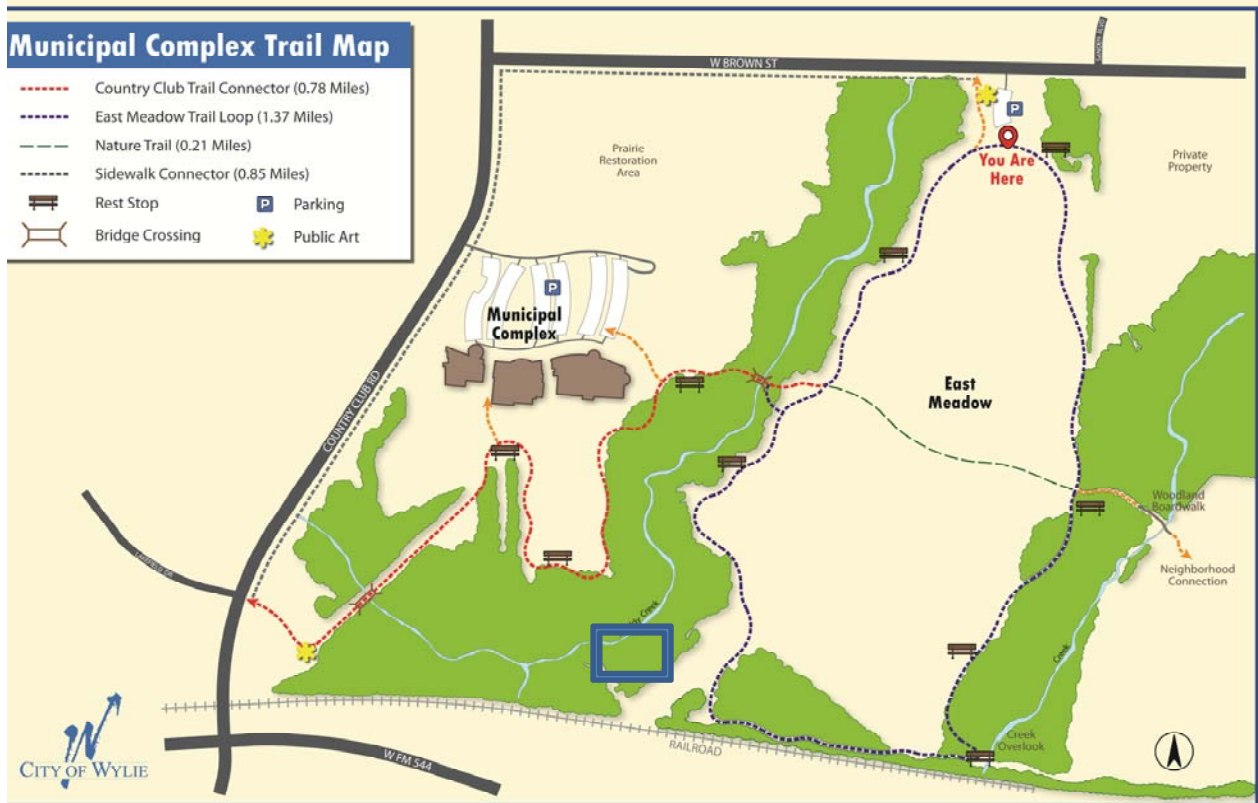 Municipal Complex Trail Map
Country Club Trail Connector (0.78 Miles)
East Meadow Trail Loop (1.37 Miles)
Nature Trail (0.21 Miles)
Sidewalk Connector (0.85 Miles)
Rest Stop
P Parking
Bridge Crossing
Public Art
W BROWN ST
P
You Are
Here
Prairie
Restoration
Area
Private
Property
P
Municipal
Complex
COUNTRY CLUB RD
East
Meadow
Woodland
Boardwalk
Neighborhood
Connection
Creek
Creek
Creek
Overlook
RAILROAD
W FM 544
W
CITY OF WYLIE